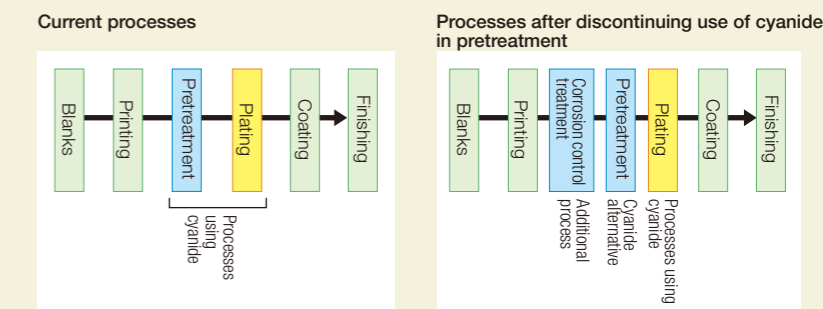 Current processes
Blanks
Printing
Pretreatment
Plating
Coating
Finishing
Processes
using
cyanide
Processes after discontinuing use of cyanide
in pretreatment
Blanks
Printing
Corrosion control
treatment
Pretreatment
Plating
Coating
Finishing
Additional
process
Cyanide
alternative
Processes using
cyanide